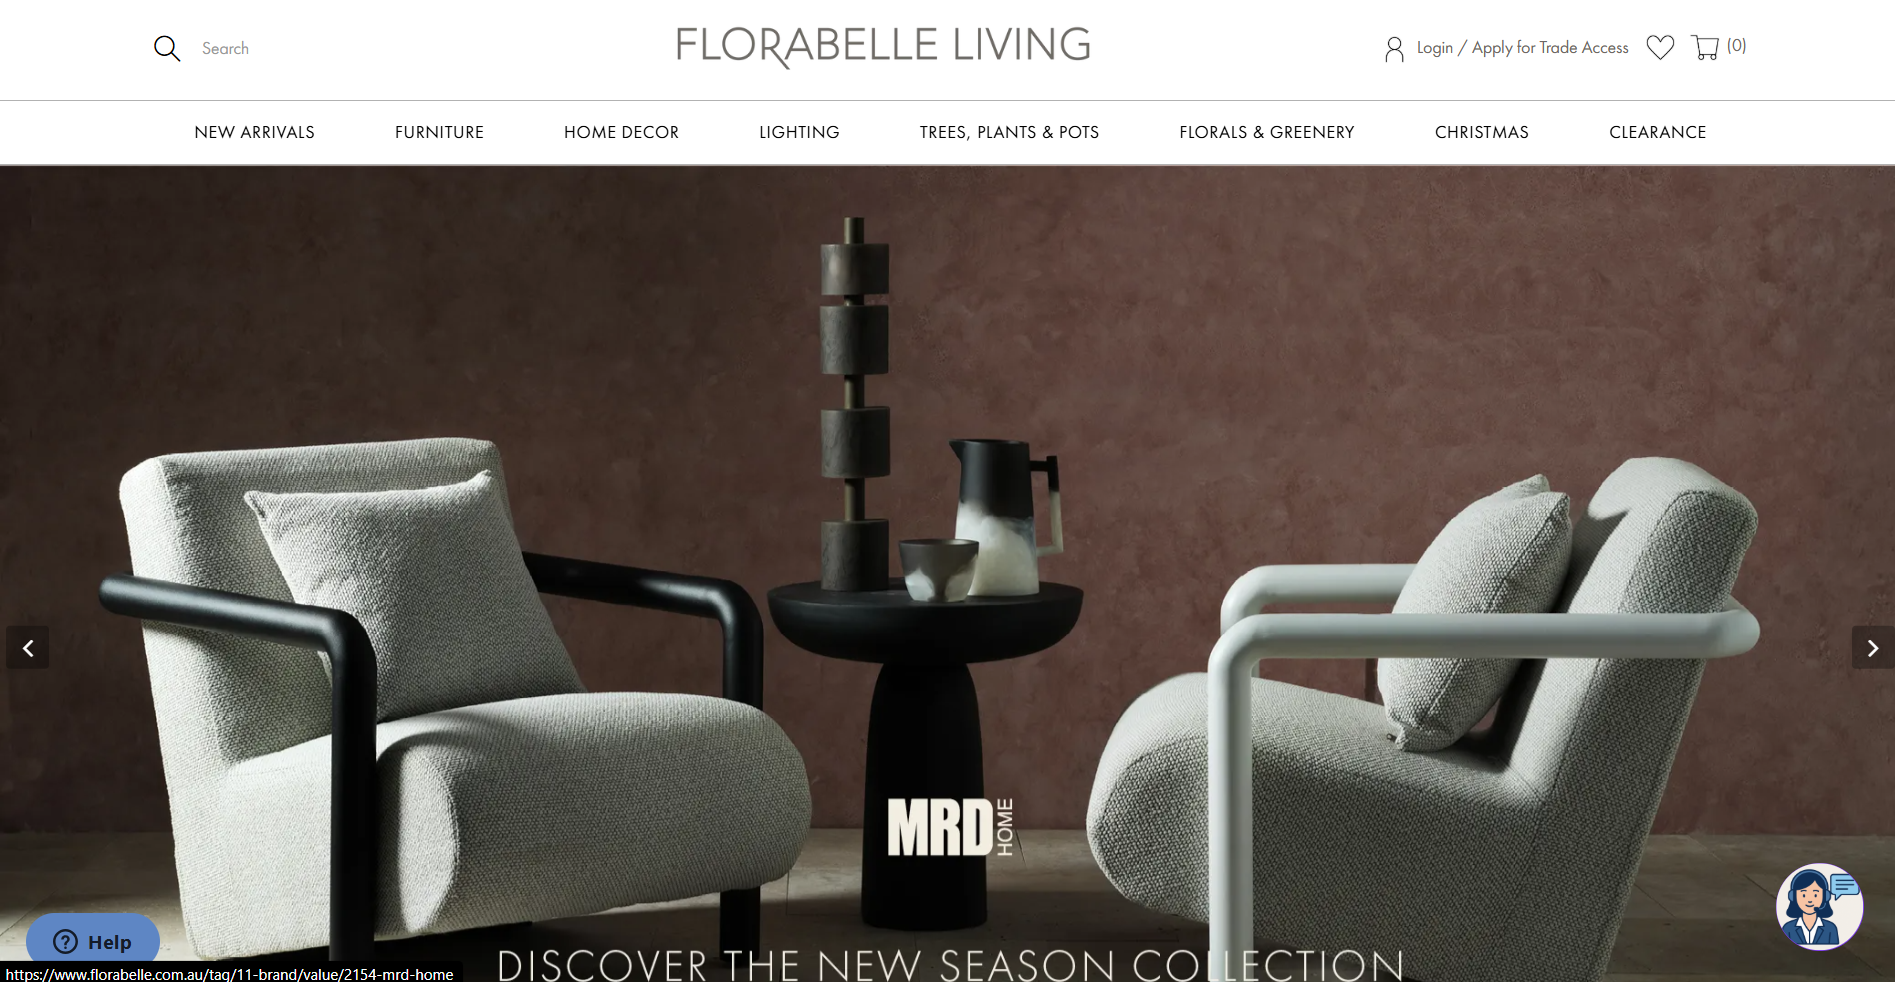 Search
FLORABELLE LIVING
Login / Apply for Trade Access
(0)
NEW ARRIVALS
FURNITURE
HOME DECOR
LIGHTING
TREES, PLANTS & POTS
FLORALS & GREENERY
CHRISTMAS
CLEARANCE
MRD HOME
DISCOVER THE NEW SEASON COLLECTION
? Help
https://www.florabelle.com.au/tag/11-brand/value/2154-mrd-home